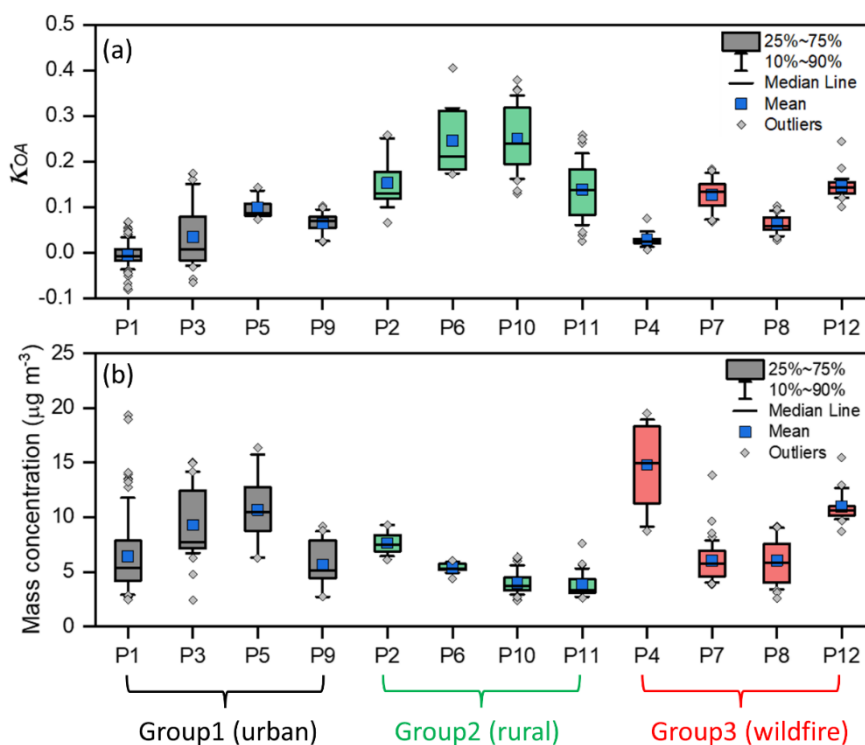 (a)
0.5
0.4
0.3
0.2
0.1
0.0
-0.1
κOA
25%~75%
10%~90%
Median Line
Mean
Outliers
P1 P3 P5 P9 P2 P6 P10 P11 P4 P7 P8 P12
(b)
25
20
15
10
5
0
Mass concentration (μg m⁻³)
25%~75%
10%~90%
Median Line
Mean
Outliers
P1 P3 P5 P9 P2 P6 P10 P11 P4 P7 P8 P12
Group1 (urban) Group2 (rural) Group3 (wildfire)